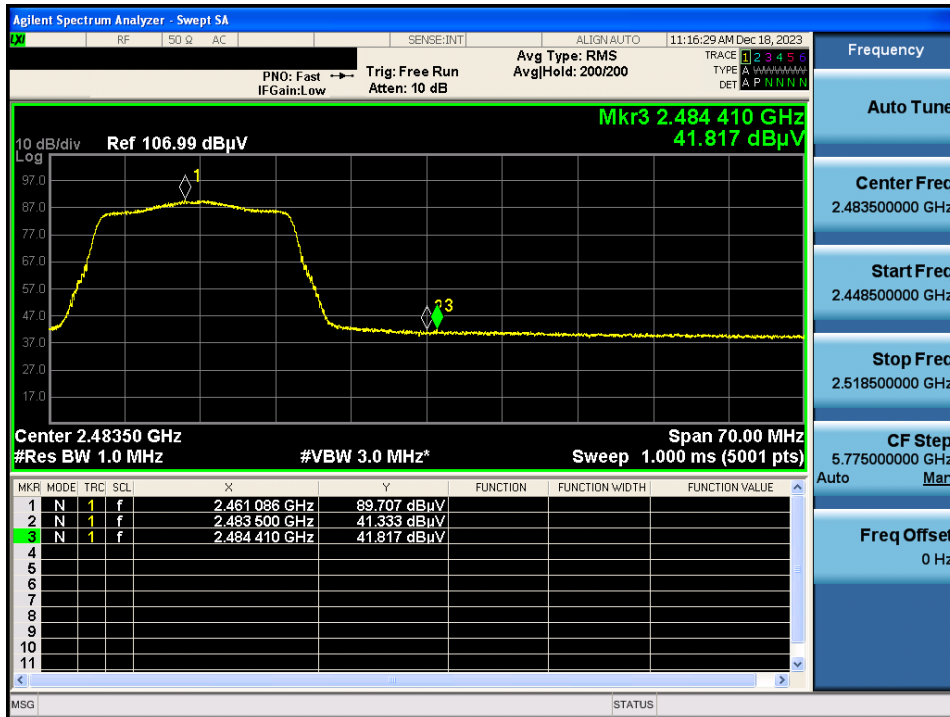 Agilent Spectrum Analyzer - Swept SA
LXI RF 50 Ω AC SENSE:INT ALIGN AUTO 11:16:29 AM Dec 18, 2023
PNO: Fast Trig: Free Run Avg Type: RMS TRACE 1 2 3 4 5 6
IFGain:Low Atten: 10 dB Avg|Hold: 200/200 TYPE A WWWWW
DET A P N N N N
Mkr3 2.484 410 GHz
41.817 dBµV
10 dB/div Ref 106.99 dBµV
Log
97.0
87.0
77.0
67.0
57.0
47.0
37.0
27.0
17.0
1
23
Center 2.48350 GHz Span 70.00 MHz
#Res BW 1.0 MHz #VBW 3.0 MHz* Sweep 1.000 ms (5001 pts)
MKR MODE TRC SCL X Y FUNCTION FUNCTION WIDTH FUNCTION VALUE
1 N 1 f 2.461 086 GHz 89.707 dBµV
2 N 1 f 2.483 500 GHz 41.333 dBµV
3 N 1 f 2.484 410 GHz 41.817 dBµV
4
5
6
7
8
9
10
11
MSG STATUS
Frequency
Auto Tune
Center Freq
2.483500000 GHz
Start Freq
2.448500000 GHz
Stop Freq
2.518500000 GHz
CF Step
5.775000000 GHz
Auto Man
Freq Offset
0 Hz